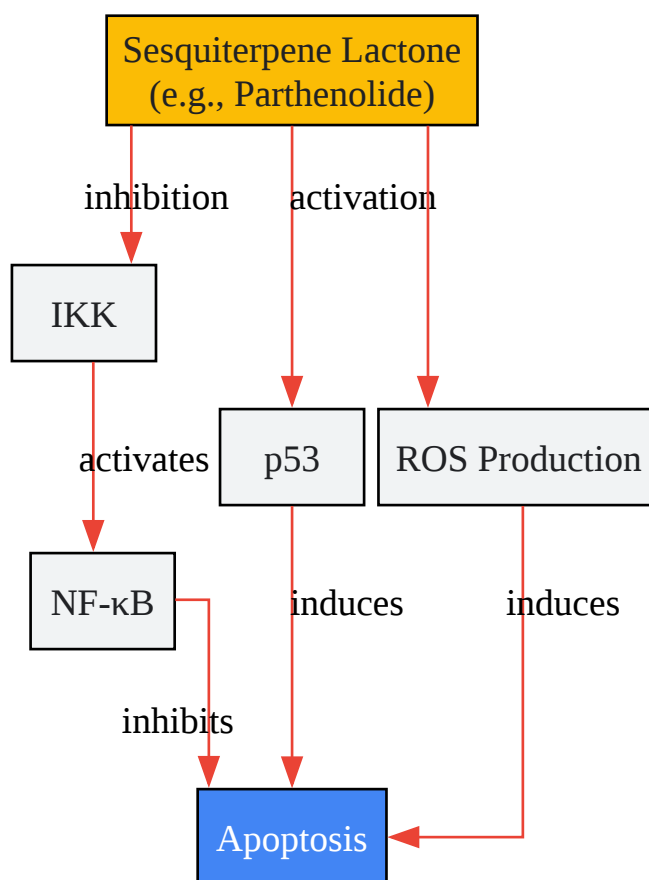 Sesquiterpene Lactone
(e.g., Parthenolide)
inhibition
activation
IKK
activates
p53
ROS Production
NF-κB
induces
induces
inhibits
Apoptosis